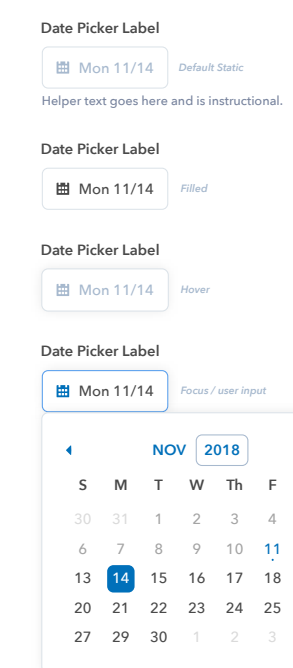 Date Picker Label
Mon 11/14 Default Static
Helper text goes here and is instructional.
Date Picker Label
Mon 11/14 Filled
Date Picker Label
Mon 11/14 Hover
Date Picker Label
Mon 11/14 Focus / user input
NOV 2018
S M T W Th F
30 31 1 2 3 4
6 7 8 9 10 11
13 14 15 16 17 18
20 21 22 23 24 25
27 29 30 1 2 3